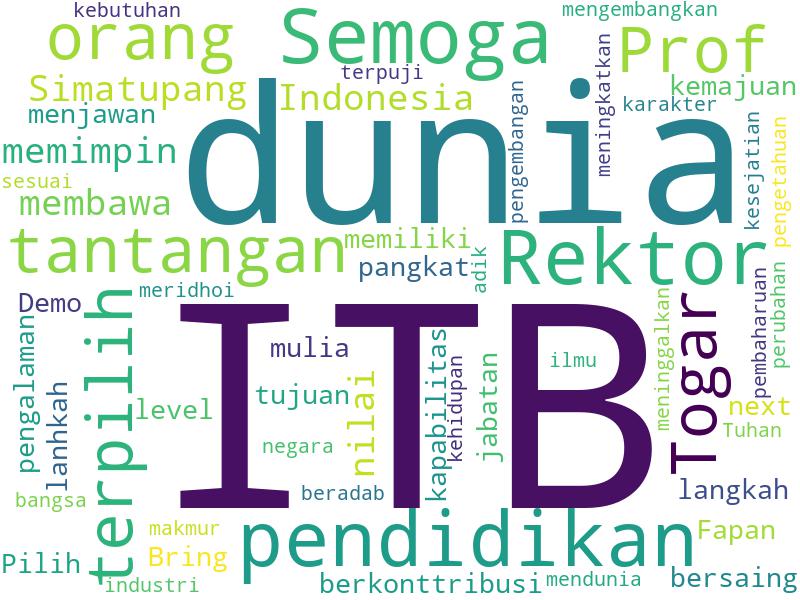 kebutuhan
mengembangkan
orang
Semoga
Prof
terpuji
Simatupang
Indonesia
kemajuan
menjawan
karakter
dunia
pengembangan
meningkatkan
kesejatian
pengetahuan
memimpin
sesuai
membawa
tantangan
memiliki
Rektor
pangkat
adik
Demo
meridhoi
terpilih
ITB
Togar
meninggalkan
pembaharuan
perubahan
pengalaman
lanhkah
mulia
ilmu
level
tujuan
nilai
kapabilitas
kehidupan
jabatan
next
Tuhan
negara
beradab
langkah
bangsa
makmur
pendidikan
Fapan
Pilih
Bring
industri
berkonttribusi
mendunia
bersaing